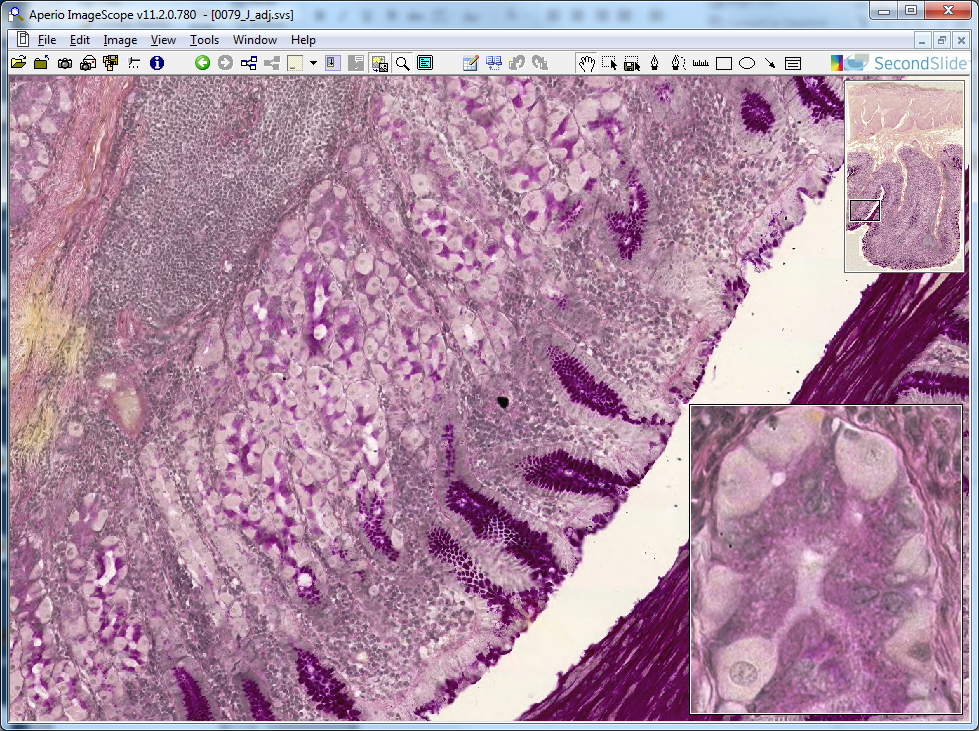 Aperio ImageScope v11.2.0.780 - [0079_J_adj.svs]
File Edit Image View Tools Window Help
SecondSlide